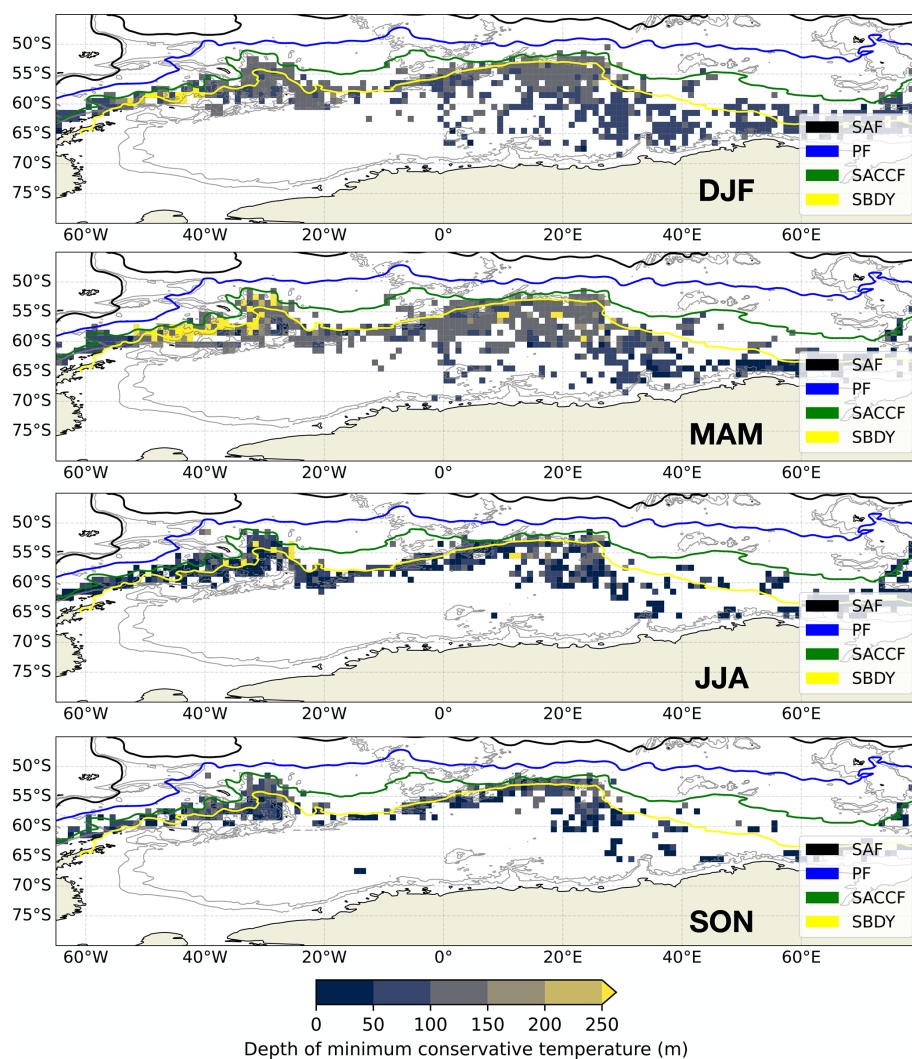 50°S
55°S
60°S
65°S
70°S
75°S
SAF
PF
SACCF
SBDY
DJF
60°W 40°W 20°W 0° 20°E 40°E 60°E
50°S
55°S
60°S
65°S
70°S
75°S
SAF
PF
SACCF
SBDY
MAM
60°W 40°W 20°W 0° 20°E 40°E 60°E
50°S
55°S
60°S
65°S
70°S
75°S
SAF
PF
SACCF
SBDY
JJA
60°W 40°W 20°W 0° 20°E 40°E 60°E
50°S
55°S
60°S
65°S
70°S
75°S
SAF
PF
SACCF
SBDY
SON
60°W 40°W 20°W 0° 20°E 40°E 60°E
0 50 100 150 200 250
Depth of minimum conservative temperature (m)